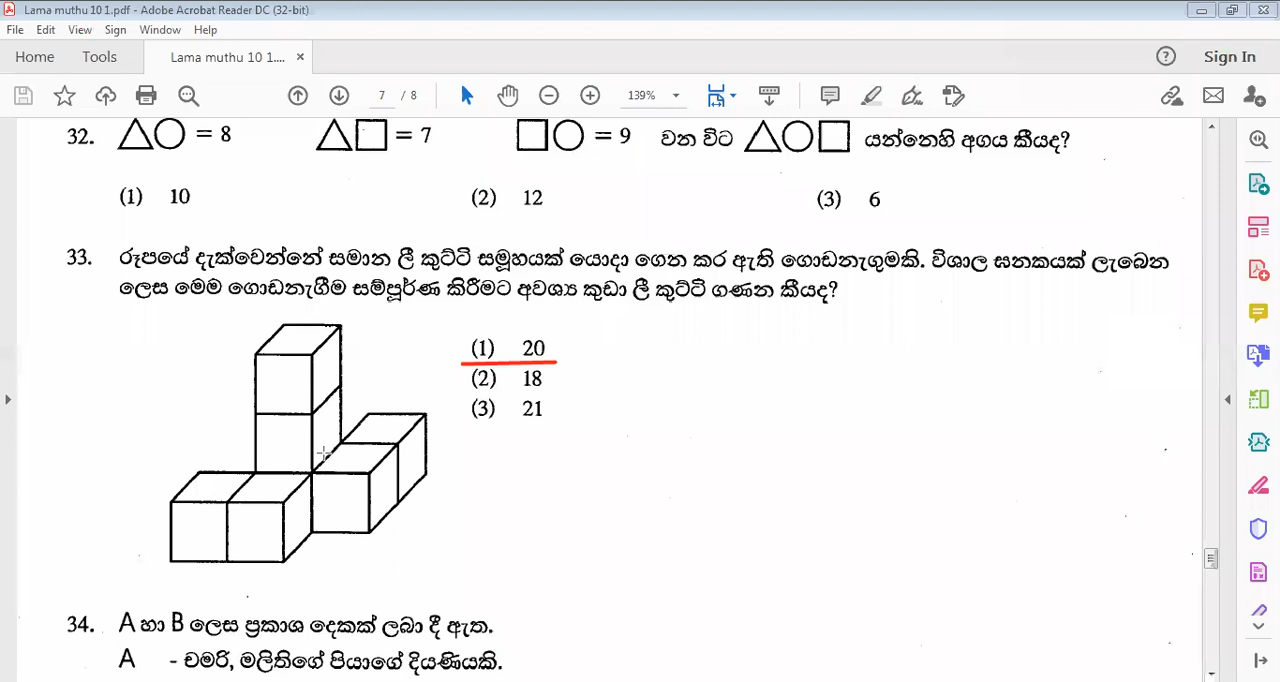 Lama muthu 10 1.pdf - Adobe Acrobat Reader DC (32-bit)
File Edit View Sign Window Help
Home Tools Lama muthu 10 1.... × Sign In
7 / 8 139%
32. △○ = 8 △□ = 7 □○ = 9 වන විට △○□ යන්නෙහි අගය කීයද?
(1) 10 (2) 12 (3) 6
33. රූපයේ දැක්වෙන්නේ සමාන ලී කුට්ටි සමූහයක් යොදා ගෙන කර ඇති ගොඩනැගුමකි. විශාල ඝනකයක් ලැබෙන
ලෙස මෙම ගොඩනැගීම සම්පූර්ණ කිරීමට අවශ්‍ය කුඩා ලී කුට්ටි ගණන කීයද?
(1) 20
(2) 18
(3) 21
34. A හා B ලෙස ප්‍රකාශ දෙකක් ලබා දී ඇත.
A - චමරි, මලිතිගේ පියාගේ දියණියකි.